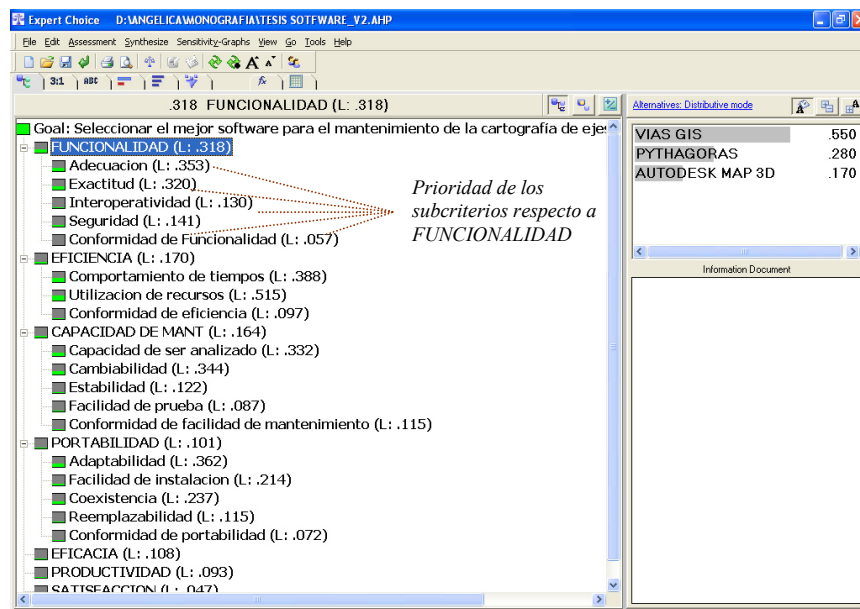 Expert Choice D:\ANGELICA\MONOGRAFIA\TESIS SOTFWARE_V2.AHP
File Edit Assessment Synthesize Sensitivity-Graphs View Go Tools Help
A A
3:1 ABC fx
.318 FUNCIONALIDAD (L: .318)
Alternatives: Distributive mode
A
Goal: Seleccionar el mejor software para el mantenimiento de la cartografía de eje
FUNCIONALIDAD (L: .318)
Adecuacion (L: .353)
Exactitud (L: .320)
Interoperatividad (L: .130)
Seguridad (L: .141)
Conformidad de Funcionalidad (L: .057)
Prioridad de los
subcriterios respecto a
FUNCIONALIDAD
EFICIENCIA (L: .170)
Comportamiento de tiempos (L: .388)
Utilizacion de recursos (L: .515)
Conformidad de eficiencia (L: .097)
CAPACIDAD DE MANT (L: .164)
Capacidad de ser analizado (L: .332)
Cambiabilidad (L: .344)
Estabilidad (L: .122)
Facilidad de prueba (L: .087)
Conformidad de facilidad de mantenimiento (L: .115)
PORTABILIDAD (L: .101)
Adaptabilidad (L: .362)
Facilidad de instalacion (L: .214)
Coexistencia (L: .237)
Reemplazabilidad (L: .115)
Conformidad de portabilidad (L: .072)
EFICACIA (L: .108)
PRODUCTIVIDAD (L: .093)
SATISFACCION (L: .047)
VIAS GIS .550
PYTHAGORAS .280
AUTODESK MAP 3D .170
Information Document